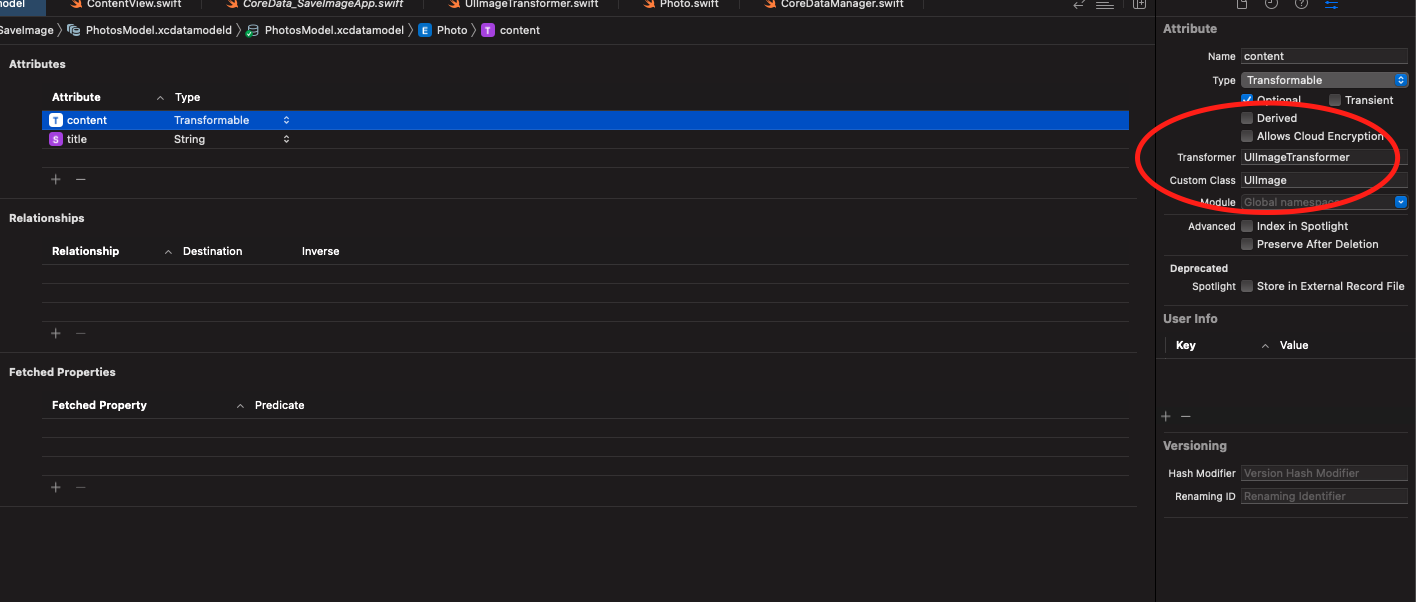 odel ContentView.swift CoreData_SaveImageApp.swift UIImageTransformer.swift Photo.swift CoreDataManager.swift
SaveImage PhotosModel.xcdatamodeld PhotosModel.xcdatamodel E Photo T content
Attributes
Attribute Type
T content Transformable
S title String
+ −
Relationships
Relationship Destination Inverse
+ −
Fetched Properties
Fetched Property Predicate
+ −
Attribute
Name content
Type Transformable
Optional Transient
Derived
Allows Cloud Encryption
Transformer UIImageTransformer
Custom Class UIImage
Module Global namespace
Advanced Index in Spotlight
Preserve After Deletion
Deprecated
Spotlight Store in External Record File
User Info
Key Value
+ −
Versioning
Hash Modifier Version Hash Modifier
Renaming ID Renaming Identifier